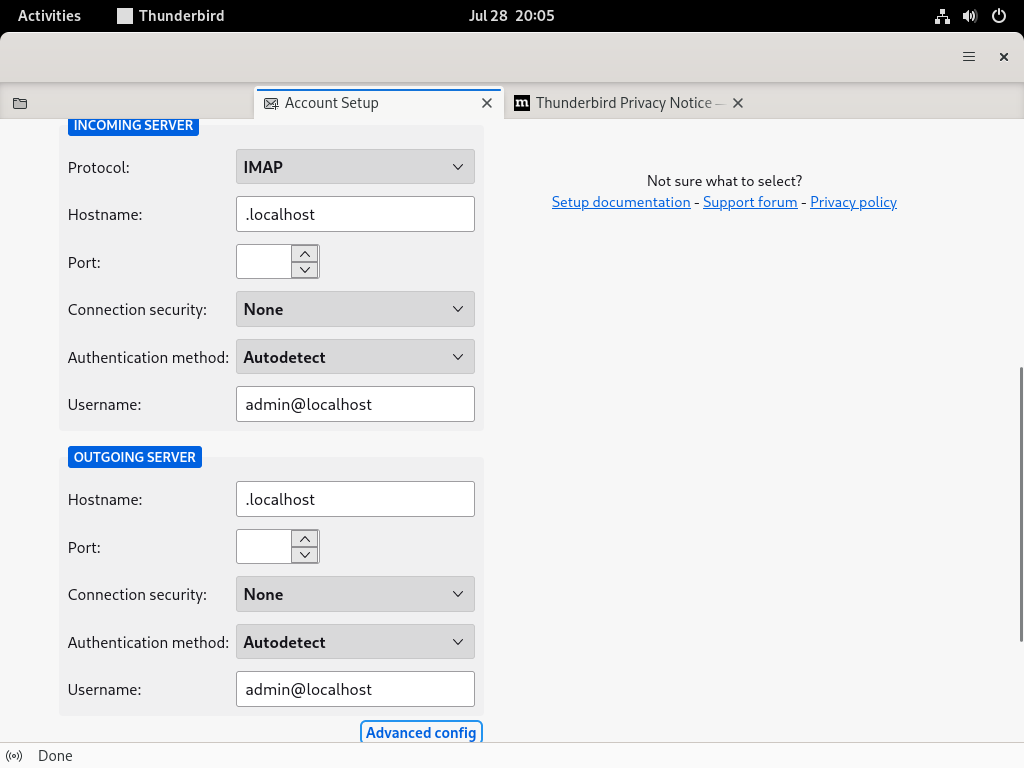 Activities Thunderbird Jul 28 20:05
Account Setup Thunderbird Privacy Notice —
INCOMING SERVER
Protocol: IMAP
Hostname: .localhost
Port:
Connection security: None
Authentication method: Autodetect
Username: admin@localhost
OUTGOING SERVER
Hostname: .localhost
Port:
Connection security: None
Authentication method: Autodetect
Username: admin@localhost
Advanced config
Not sure what to select?
Setup documentation - Support forum - Privacy policy
Done